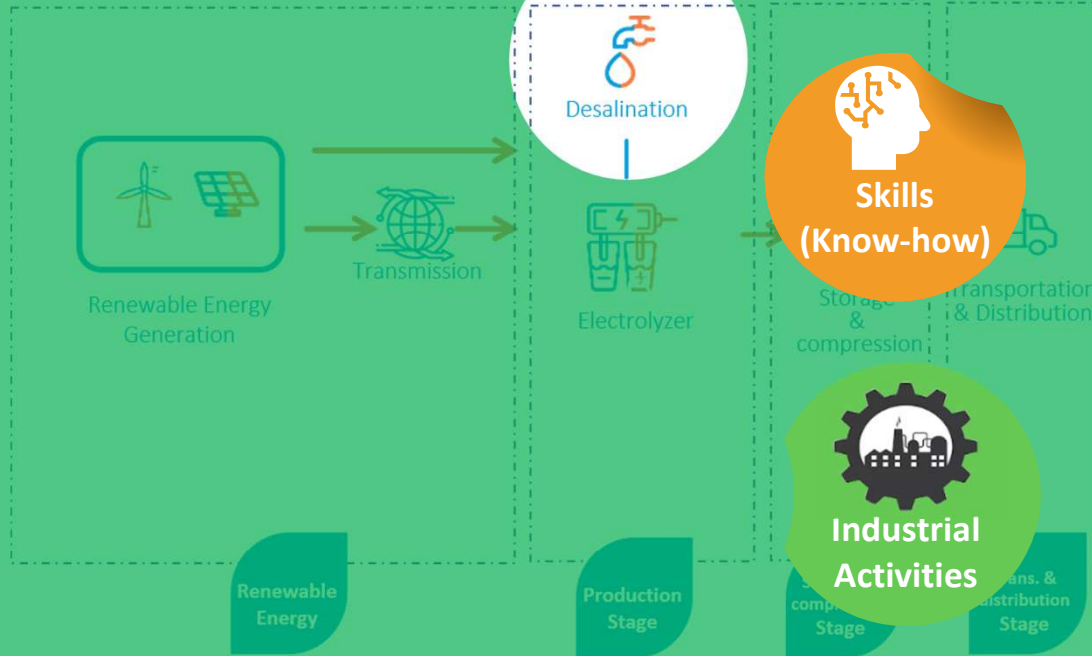 Desalination
Skills
(Know-how)
Transmission
Renewable Energy
Generation
Electrolyzer
Storage
&
compression
Transportation
& Distribution
Industrial
Activities
Renewable
Energy
Production
Stage
Stage
Stage